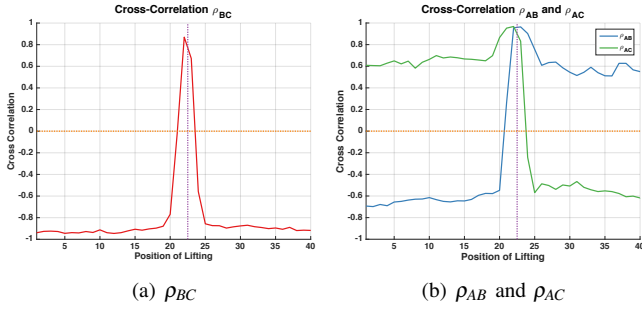 Cross-Correlation ρBC
Cross Correlation
1
0.8
0.6
0.4
0.2
0
-0.2
-0.4
-0.6
-0.8
-1
5 10 15 20 25 30 35 40
Position of Lifting
(a) ρBC
Cross-Correlation ρAB and ρAC
Cross Correlation
1
0.8
0.6
0.4
0.2
0
-0.2
-0.4
-0.6
-0.8
-1
5 10 15 20 25 30 35 40
Position of Lifting
ρAB
ρAC
(b) ρAB and ρAC